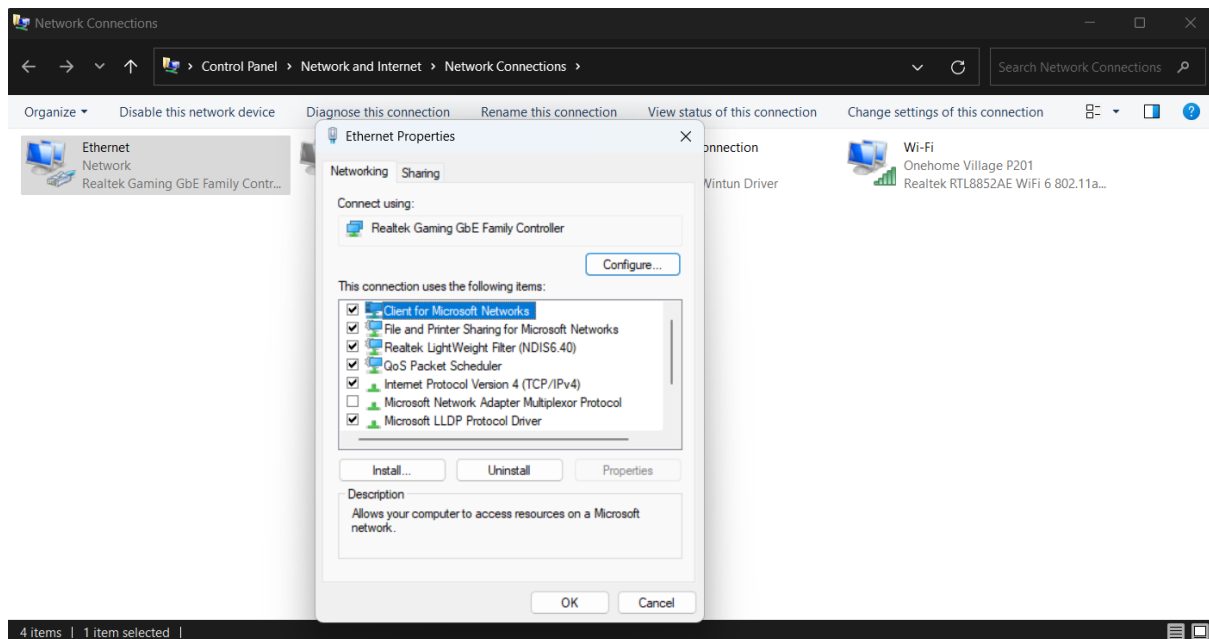 Network Connections
Control Panel > Network and Internet > Network Connections >
Search Network Connections
Organize
Disable this network device
Diagnose this connection
Rename this connection
View status of this connection
Change settings of this connection
Ethernet
Network
Realtek Gaming GbE Family Contr...
Wintun Driver
Wi-Fi
Onehome Village P201
Realtek RTL8852AE WiFi 6 802.11a...
Ethernet Properties
Networking
Sharing
Connect using:
Realtek Gaming GbE Family Controller
Configure...
This connection uses the following items:
Client for Microsoft Networks
File and Printer Sharing for Microsoft Networks
Realtek LightWeight Filter (NDIS6.40)
QoS Packet Scheduler
Internet Protocol Version 4 (TCP/IPv4)
Microsoft Network Adapter Multiplexor Protocol
Microsoft LLDP Protocol Driver
Install...
Uninstall
Properties
Description
Allows your computer to access resources on a Microsoft
network.
OK
Cancel
4 items | 1 item selected |